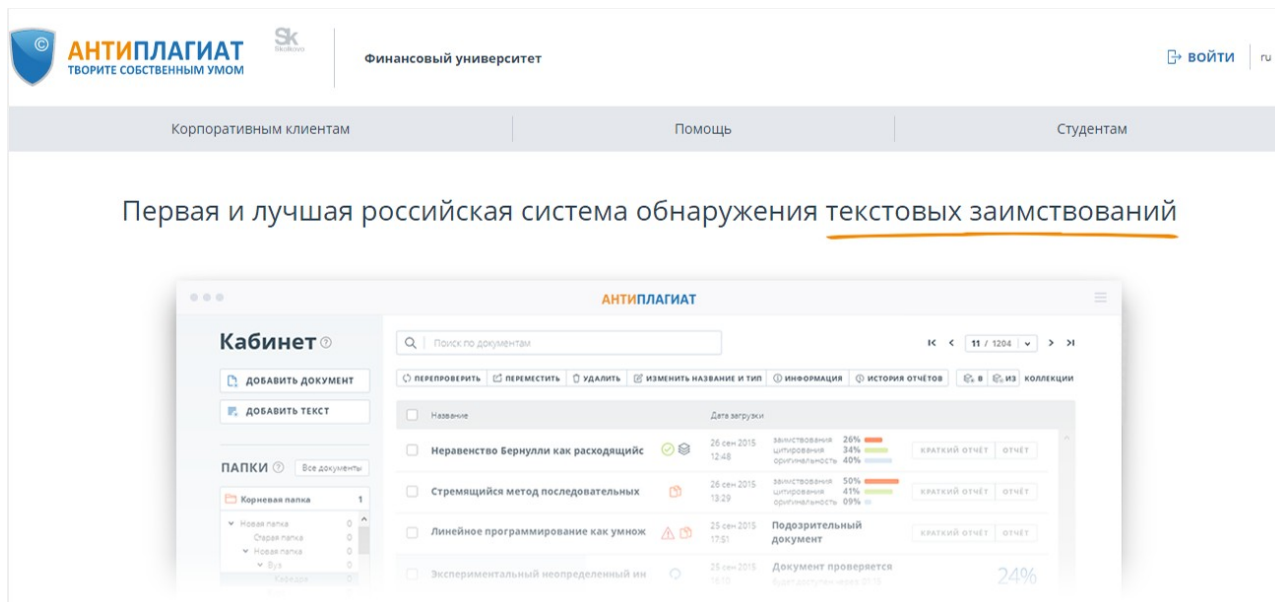 АНТИПЛАГИАТ
ТВОРИТЕ СОБСТВЕННЫМ УМОМ
Sk
Skolkovo
Финансовый университет
ВОЙТИ
ru
Корпоративным клиентам
Помощь
Студентам
Первая и лучшая российская система обнаружения текстовых заимствований
АНТИПЛАГИАТ
Кабинет
Поиск по документам
11 / 1204
ДОБАВИТЬ ДОКУМЕНТ
ПЕРЕПРОВЕРИТЬ ПЕРЕМЕСТИТЬ УДАЛИТЬ ИЗМЕНИТЬ НАЗВАНИЕ И ТИП ИНФОРМАЦИЯ ИСТОРИЯ ОТЧЁТОВ В ИЗ КОЛЛЕКЦИИ
ДОБАВИТЬ ТЕКСТ
Название
Дата загрузки
ПАПКИ
Все документы
Корневая папка 1
Новая папка 0
Старая папка 0
Новая папка 0
Вуз 0
Кафедра 0
Неравенство Бернулли как расходящийс
26 сен 2015
12:48
заимствования 26%
цитирования 34%
оригинальность 40%
КРАТКИЙ ОТЧЁТ ОТЧЁТ
Стремящийся метод последовательных
26 сен 2015
13:29
заимствования 50%
цитирования 41%
оригинальность 09%
КРАТКИЙ ОТЧЁТ ОТЧЁТ
Линейное программирование как умнож
25 сен 2015
17:51
Подозрительный
документ
КРАТКИЙ ОТЧЁТ ОТЧЁТ
Экспериментальный неопределенный ин
25 сен 2015
Документ проверяется
24%